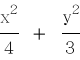 x²/4 + y²/3